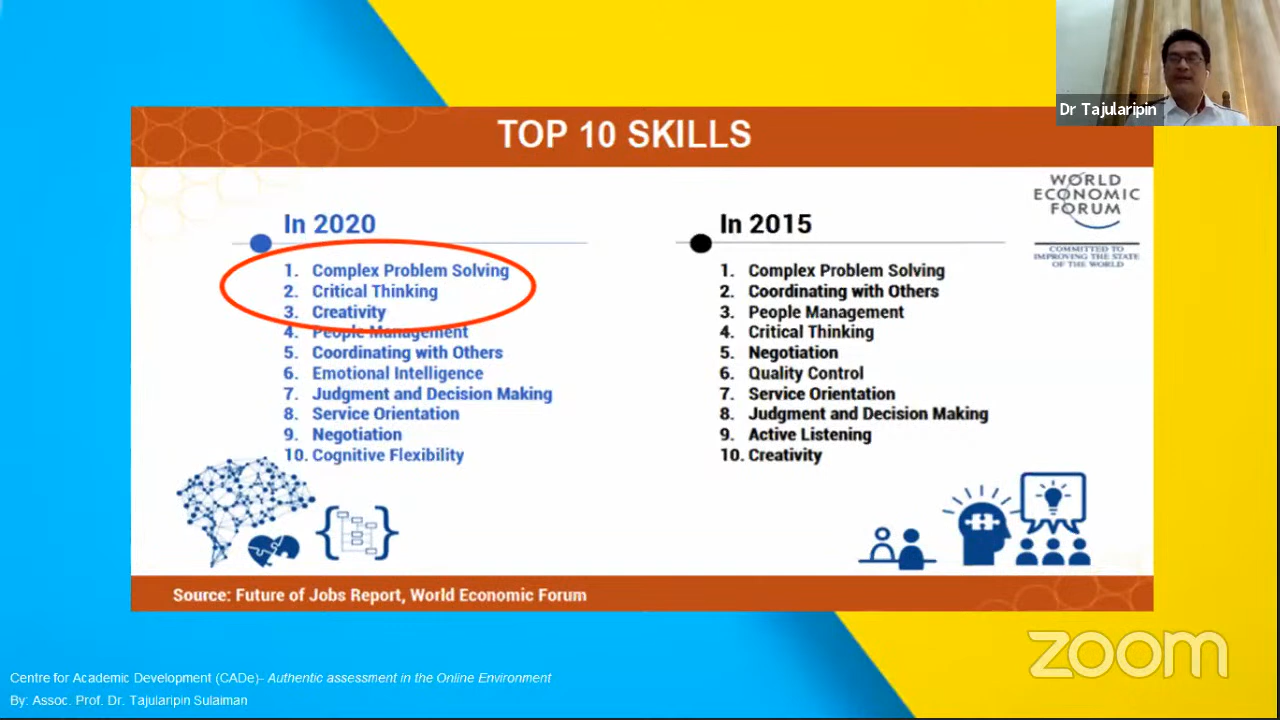 Dr Tajularipin
TOP 10 SKILLS
WORLD
ECONOMIC
FORUM
COMMITTED TO
IMPROVING THE STATE
OF THE WORLD
In 2020
1. Complex Problem Solving
2. Critical Thinking
3. Creativity
4. People Management
5. Coordinating with Others
6. Emotional Intelligence
7. Judgment and Decision Making
8. Service Orientation
9. Negotiation
10. Cognitive Flexibility
In 2015
1. Complex Problem Solving
2. Coordinating with Others
3. People Management
4. Critical Thinking
5. Negotiation
6. Quality Control
7. Service Orientation
8. Judgment and Decision Making
9. Active Listening
10. Creativity
Source: Future of Jobs Report, World Economic Forum
zoom
Centre for Academic Development (CADe)- Authentic assessment in the Online Environment
By: Assoc. Prof. Dr. Tajularipin Sulaiman